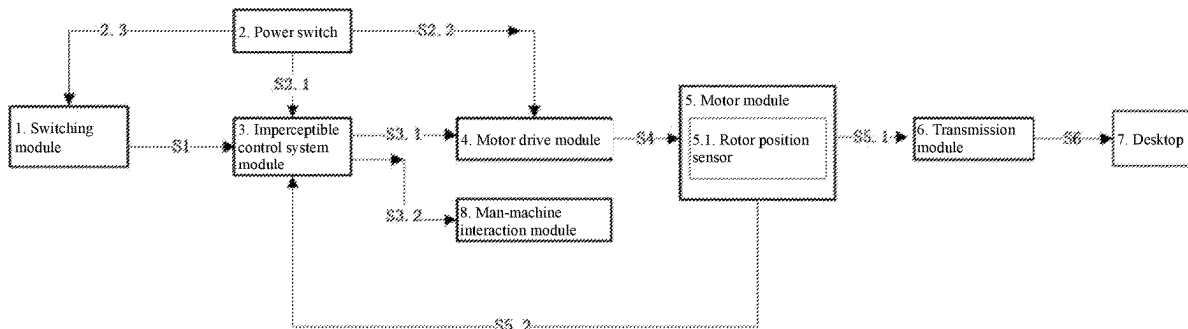 2. 3
2. Power switch
S2. 2
S2. 1
1. Switching
module
S1
3. Imperceptible
control system
module
S3. 1
4. Motor drive module
S4
5. Motor module
5.1. Rotor position
sensor
S5. 1
6. Transmission
module
S6
7. Desktop
S3. 2
8. Man-machine
interaction module
S5. 2